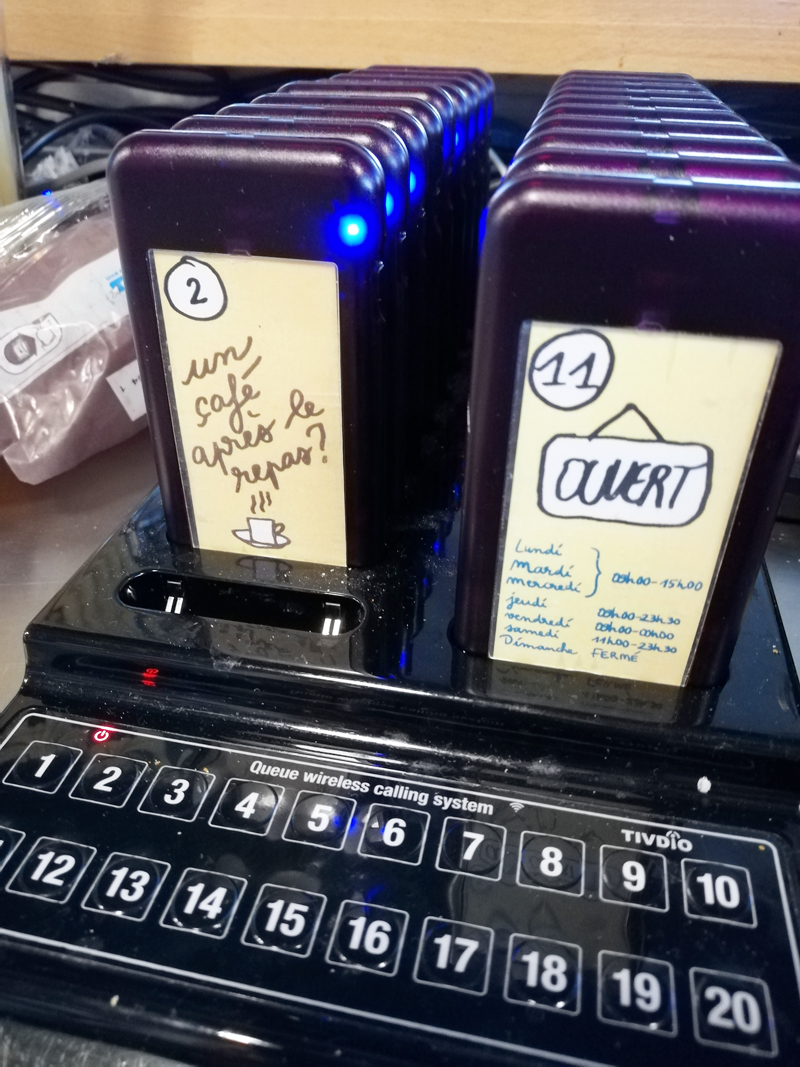 2
un
café
après le
repas?
11
OUVERT
Lundi
mardi
mercredi
08h00-15h00
jeudi 08h00-23h30
vendredi 08h00-00h00
samedi 11h00-23h30
Dimanche FERMÉ
Queue wireless calling system
TIVDIO
1 2 3 4 5 6 7 8 9 10
12 13 14 15 16 17 18 19 20